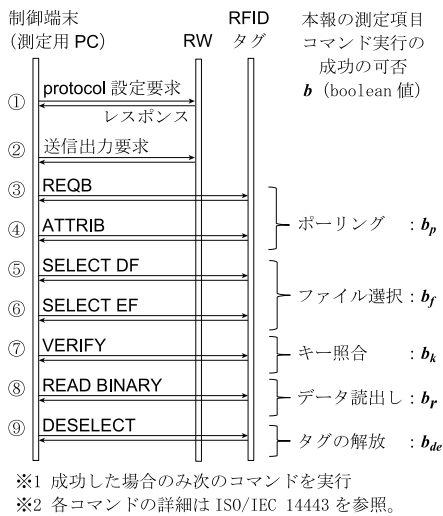 制御端末
(測定用 PC)
RW
RFID
タグ
本報の測定項目
コマンド実行の
成功の可否
b (boolean 値)
① protocol 設定要求
レスポンス
② 送信出力要求
③ REQB
④ ATTRIB
ポーリング : bp
⑤ SELECT DF
⑥ SELECT EF
ファイル選択 : bf
⑦ VERIFY
キー照合 : bk
⑧ READ BINARY
データ読出し : br
⑨ DESELECT
タグの解放 : bde
※1 成功した場合のみ次のコマンドを実行
※2 各コマンドの詳細は ISO/IEC 14443 を参照。